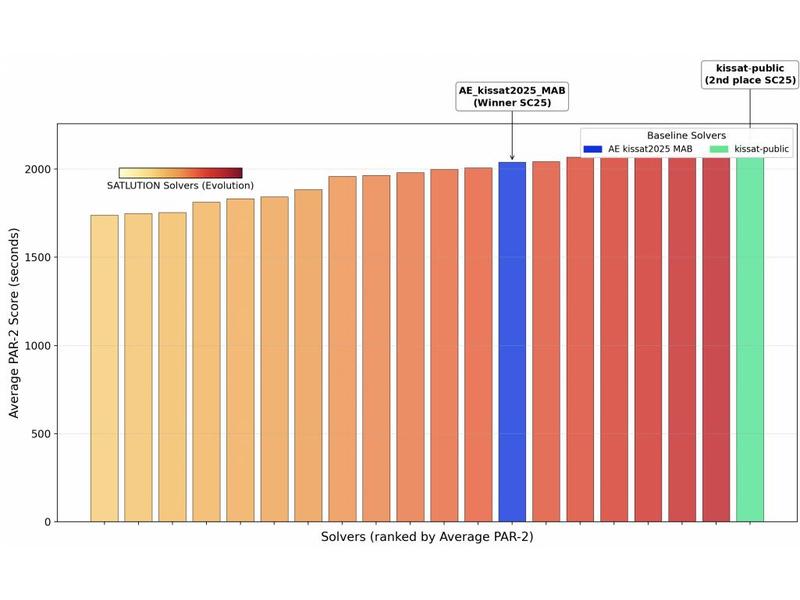 kissat-public
(2nd place SC25)
AE_kissat2025_MAB
(Winner SC25)
Baseline Solvers
AE kissat2025 MAB
kissat-public
SATLUTION Solvers (Evolution)
2000
1500
1000
500
0
Average PAR-2 Score (seconds)
Solvers (ranked by Average PAR-2)